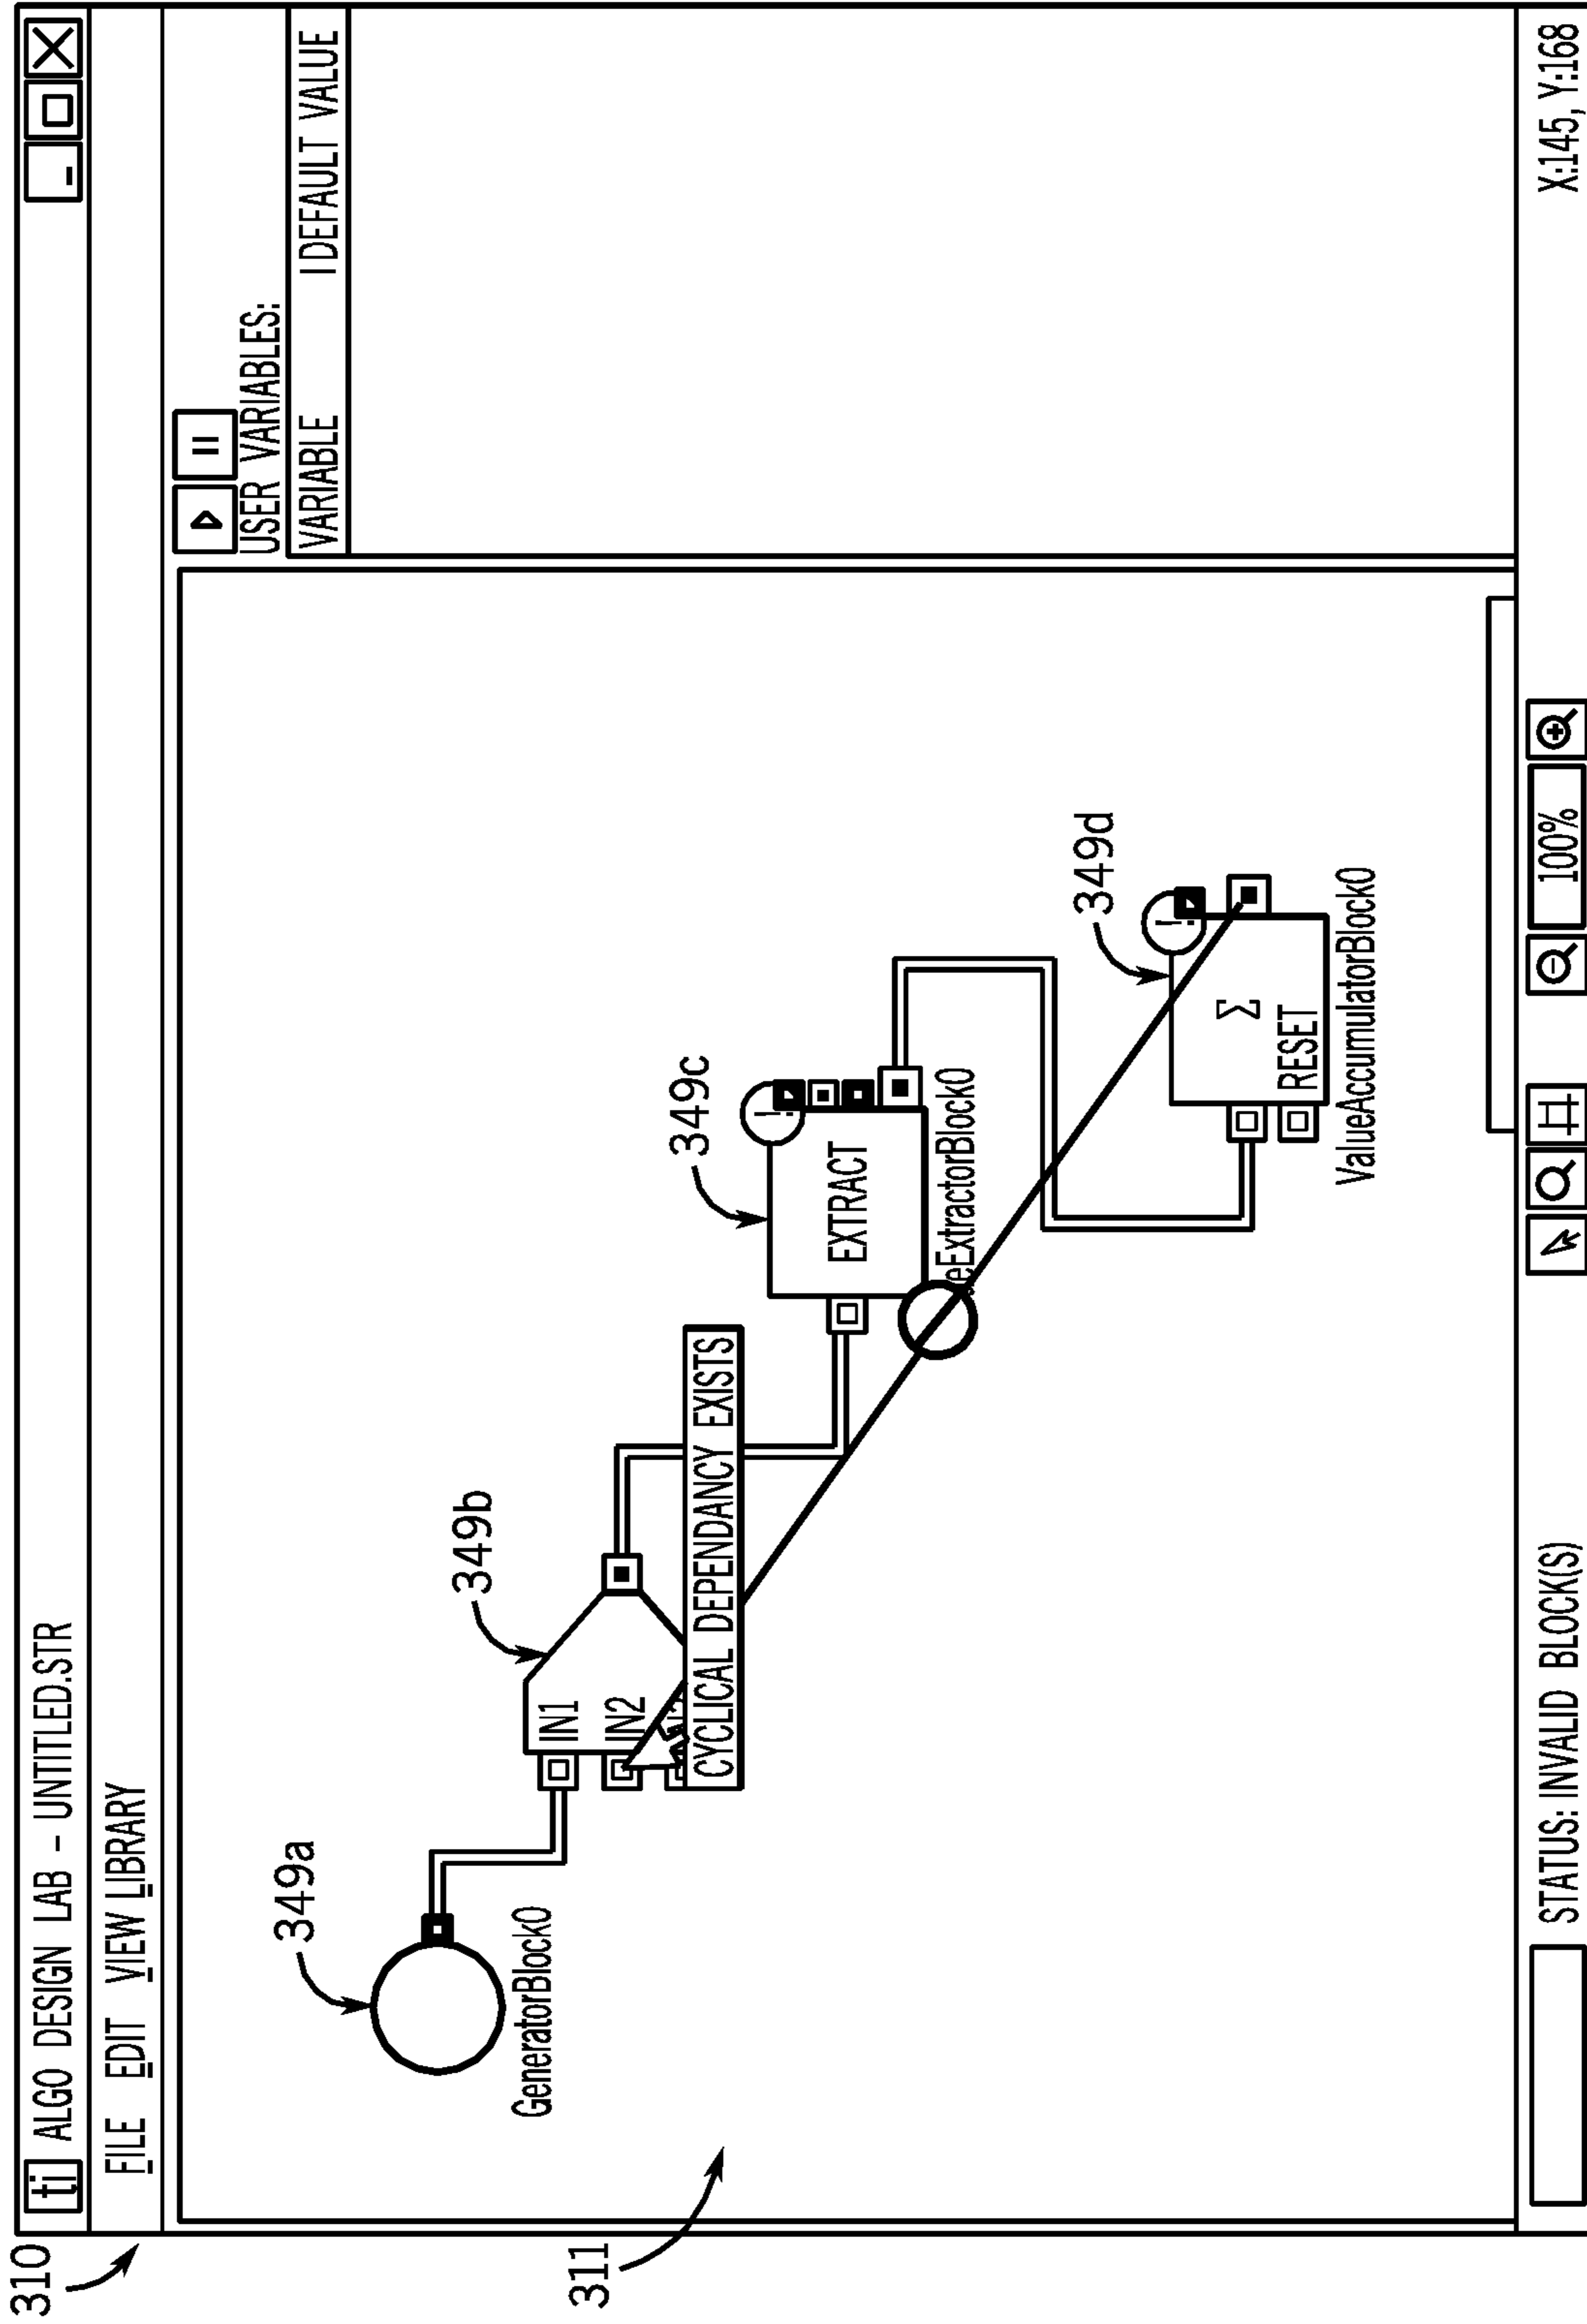 310
ti ALGO DESIGN LAB - UNTITLED.STR
FILE EDIT VIEW LIBRARY
USER VARIABLES:
VARIABLE | DEFAULT VALUE
311
349a
GeneratorBlock0
349b
IN1
IN2
CYCLICAL DEPENDANCY EXISTS
349c
!
EXTRACT
eExtractorBlock0
349d
!
Σ
RESET
ValueAccumulatorBlock0
STATUS: INVALID BLOCK(S)
100%
X:145, Y:168